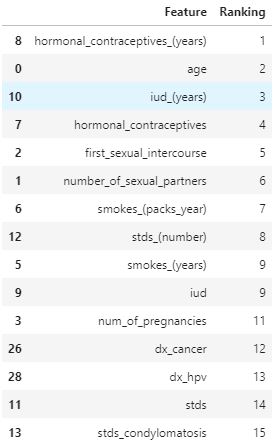 Feature Ranking
8 hormonal_contraceptives_(years) 1
0 age 2
10 iud_(years) 3
7 hormonal_contraceptives 4
2 first_sexual_intercourse 5
1 number_of_sexual_partners 6
6 smokes_(packs_year) 7
12 stds_(number) 8
5 smokes_(years) 9
9 iud 9
3 num_of_pregnancies 11
26 dx_cancer 12
28 dx_hpv 13
11 stds 14
13 stds_condylomatosis 15